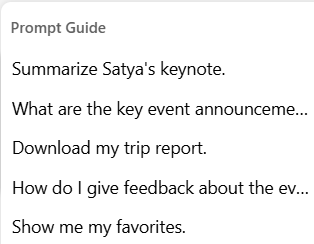 Prompt Guide
Summarize Satya's keynote.
What are the key event announceme...
Download my trip report.
How do I give feedback about the ev...
Show me my favorites.